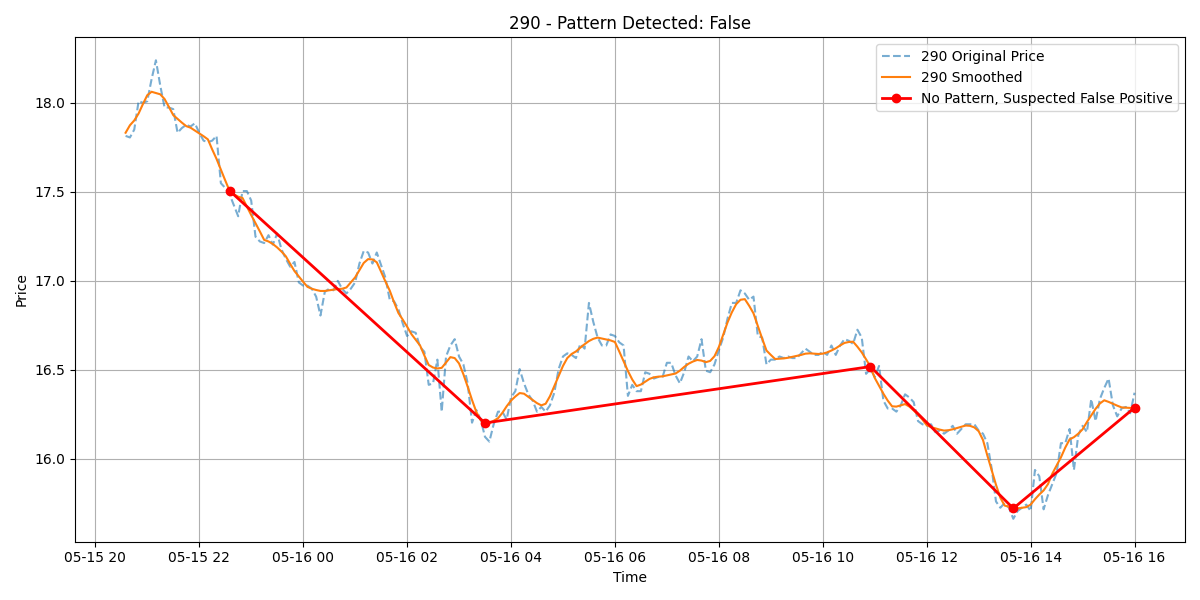 290 - Pattern Detected: False
290 Original Price
290 Smoothed
No Pattern, Suspected False Positive
Price
18.0
17.5
17.0
16.5
16.0
05-15 20
05-15 22
05-16 00
05-16 02
05-16 04
05-16 06
05-16 08
05-16 10
05-16 12
05-16 14
05-16 16
Time